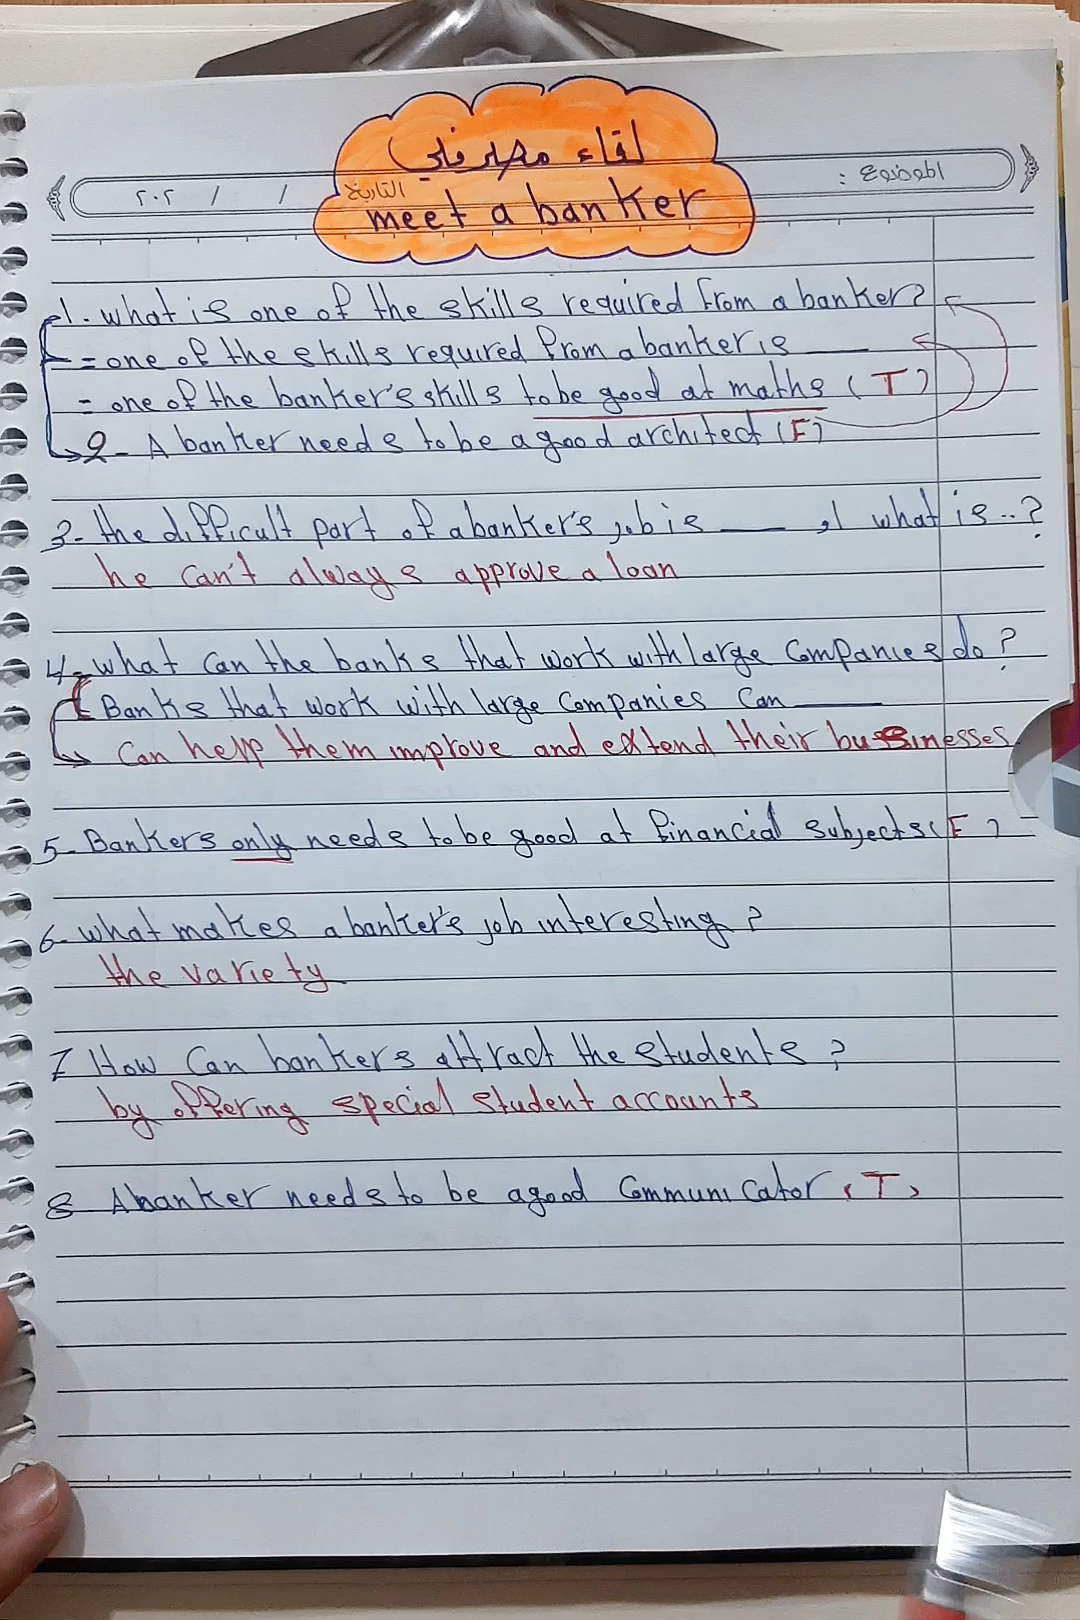 لقاء مصرفي
الموضوع :
التاريخ / / ٢٠٢
meet a banker
1. what is one of the skills required from a banker?
= one of the skills required from a banker is ____
= one of the banker's skills to be good at maths (T)
2 - A banker needs to be a good architect (F)
3 - the difficult part of a banker's job is ____ أو what is ..?
he can't always approve a loan
4 - what can the banks that work with large companies do?
Banks that work with large companies can ____
can help them improve and extend their bussinesses
5 - Bankers only needs to be good at financial subjects (F)
6 - what makes a banker's job interesting?
the variety
7 How can bankers attract the students?
by offering special student accounts
8 A banker needs to be a good communicator (T)